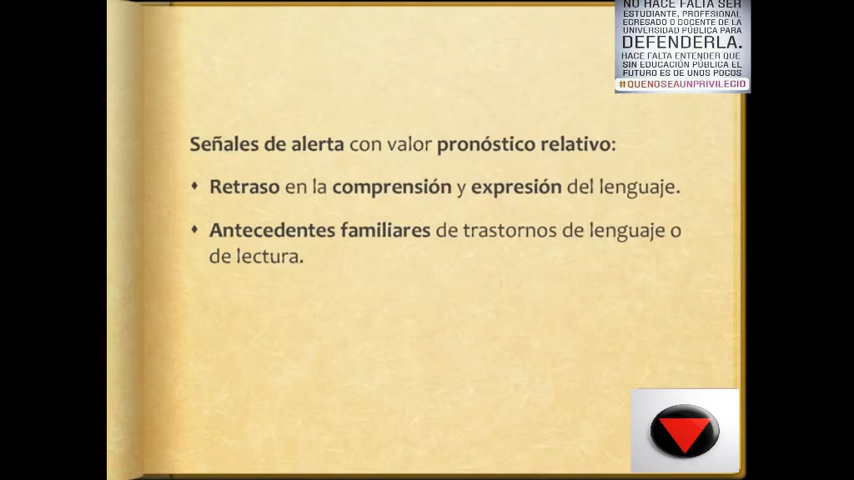 NO HACE FALTA SER
ESTUDIANTE, PROFESIONAL
EGRESADO O DOCENTE DE LA
UNIVERSIDAD PÚBLICA PARA
DEFENDERLA.
HACE FALTA ENTENDER QUE
SIN EDUCACIÓN PÚBLICA EL
FUTURO ES DE UNOS POCOS
#QUENOSEAUNPRIVILEGIO
Señales de alerta con valor pronóstico relativo:
Retraso en la comprensión y expresión del lenguaje.
Antecedentes familiares de trastornos de lenguaje o
de lectura.